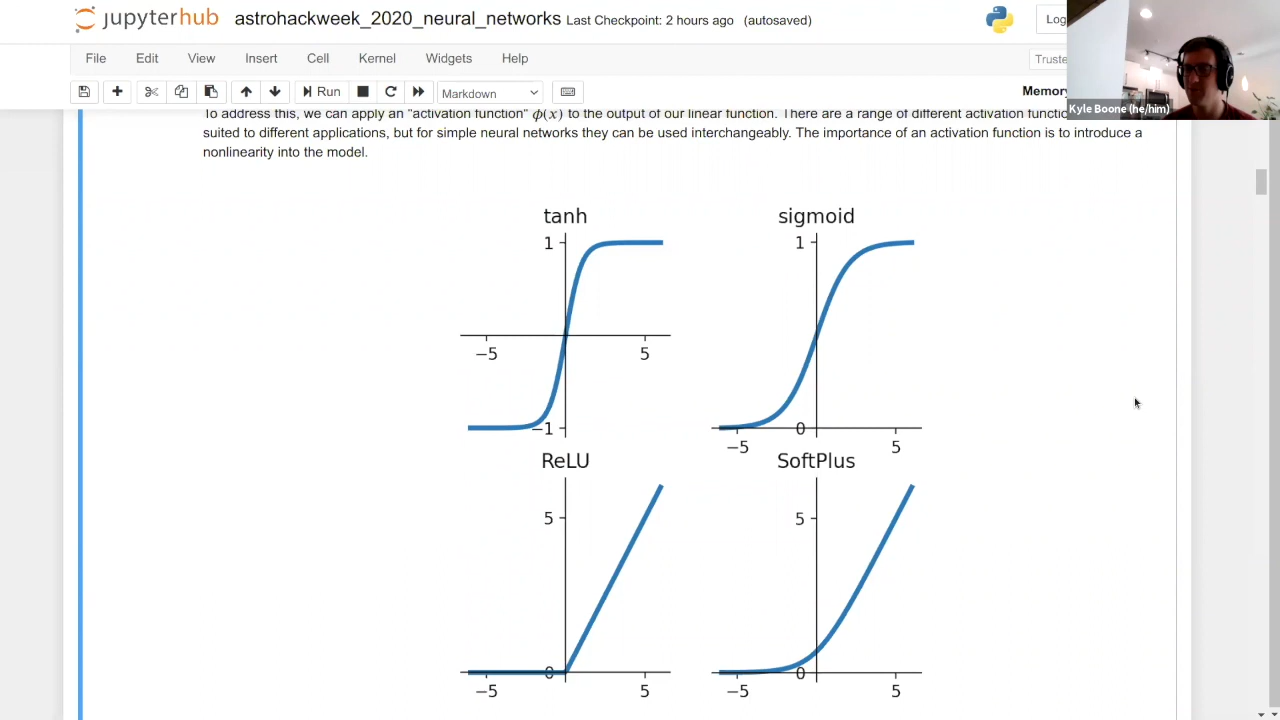 jupyterhub astrohackweek_2020_neural_networks Last Checkpoint: 2 hours ago (autosaved) Log
File Edit View Insert Cell Kernel Widgets Help Truste
Run Markdown Memory
Kyle Boone (he/him)
To address this, we can apply an "activation function" ϕ(x) to the output of our linear function. There are a range of different activation
suited to different applications, but for simple neural networks they can be used interchangeably. The importance of an activation function is to introduce a
nonlinearity into the model.
tanh sigmoid
1 1
−5 5
−1 0
−5 5
ReLU SoftPlus
5 5
0 0
−5 5 −5 5